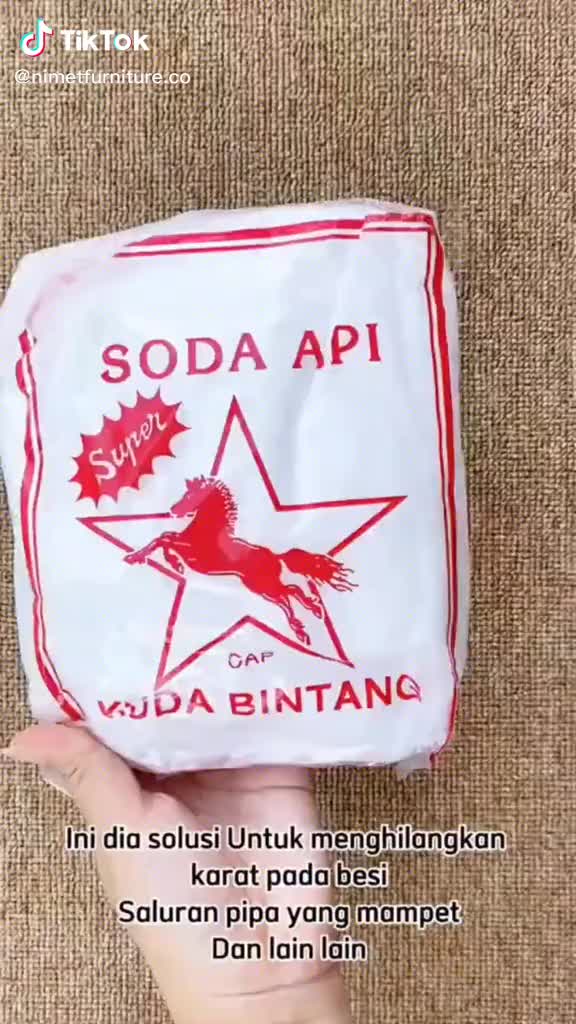 TikTok
@nimetfurniture.co
SODA API
Super
CAP
KUDA BINTANG
Ini dia solusi Untuk menghilangkan
karat pada besi
Saluran pipa yang mampet
Dan lain lain